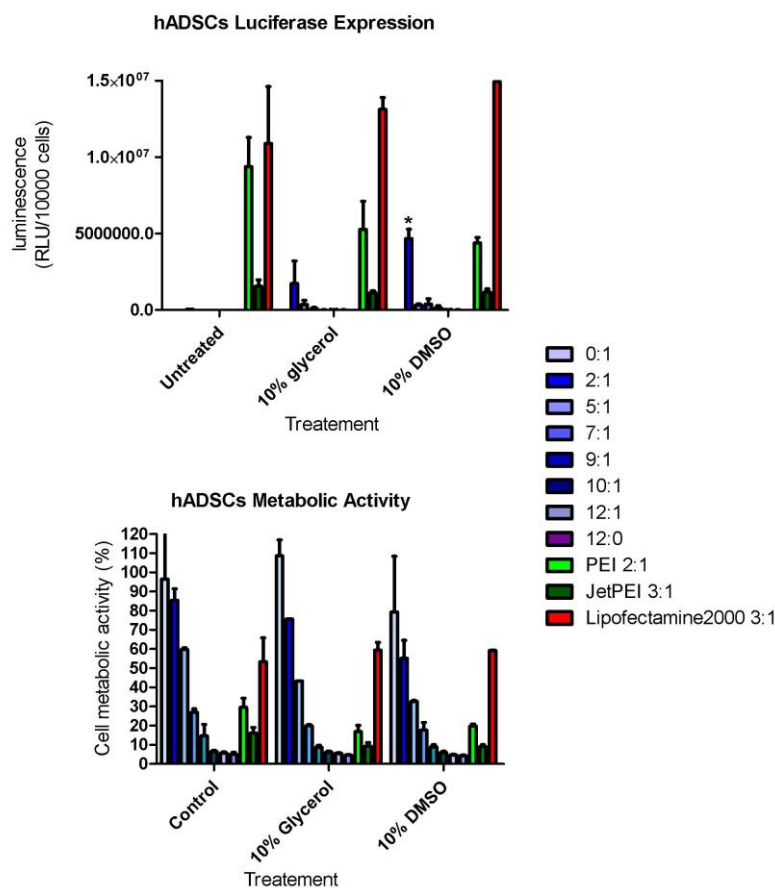 hADSCs Luciferase Expression
luminescence
(RLU/10000 cells)
1.5×10⁰⁷
1.0×10⁰⁷
5000000.0
0.0
*
Untreated
10% glycerol
10% DMSO
Treatement
0:1
2:1
5:1
7:1
9:1
10:1
12:1
12:0
PEI 2:1
JetPEI 3:1
Lipofectamine2000 3:1
hADSCs Metabolic Activity
Cell metabolic activity (%)
120
110
100
90
80
70
60
50
40
30
20
10
0
Control
10% Glycerol
10% DMSO
Treatement